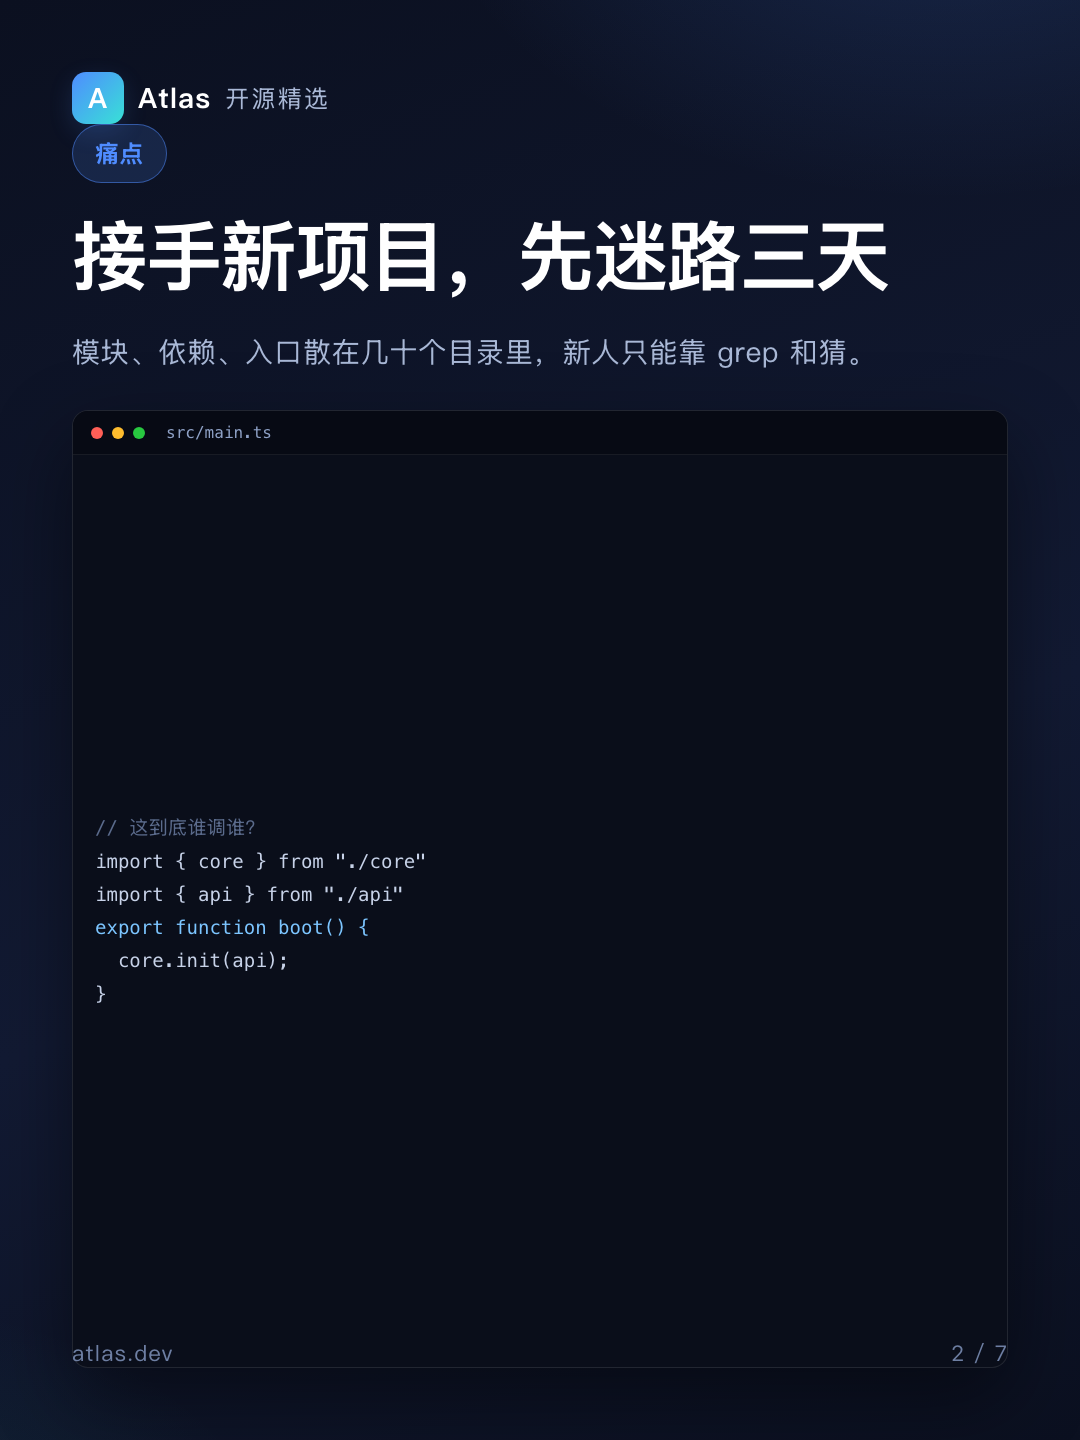 A Atlas 开源精选
痛点
接手新项目，先迷路三天
模块、依赖、入口散在几十个目录里，新人只能靠 grep 和猜。
src/main.ts
// 这到底谁调谁？
import { core } from "./core"
import { api } from "./api"
export function boot() {
  core.init(api);
}
atlas.dev
2 / 7